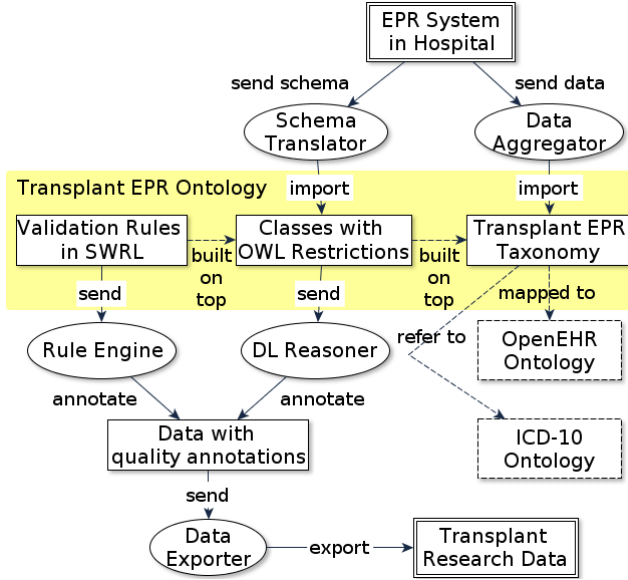 EPR System
in Hospital
send schema
send data
Schema
Translator
Data
Aggregator
Transplant EPR Ontology
import
import
Validation Rules
in SWRL
built
on
top
Classes with
OWL Restrictions
built
on
top
Transplant EPR
Taxonomy
send
send
mapped to
refer to
Rule Engine
DL Reasoner
OpenEHR
Ontology
annotate
annotate
Data with
quality annotations
ICD-10
Ontology
send
Data
Exporter
export
Transplant
Research Data